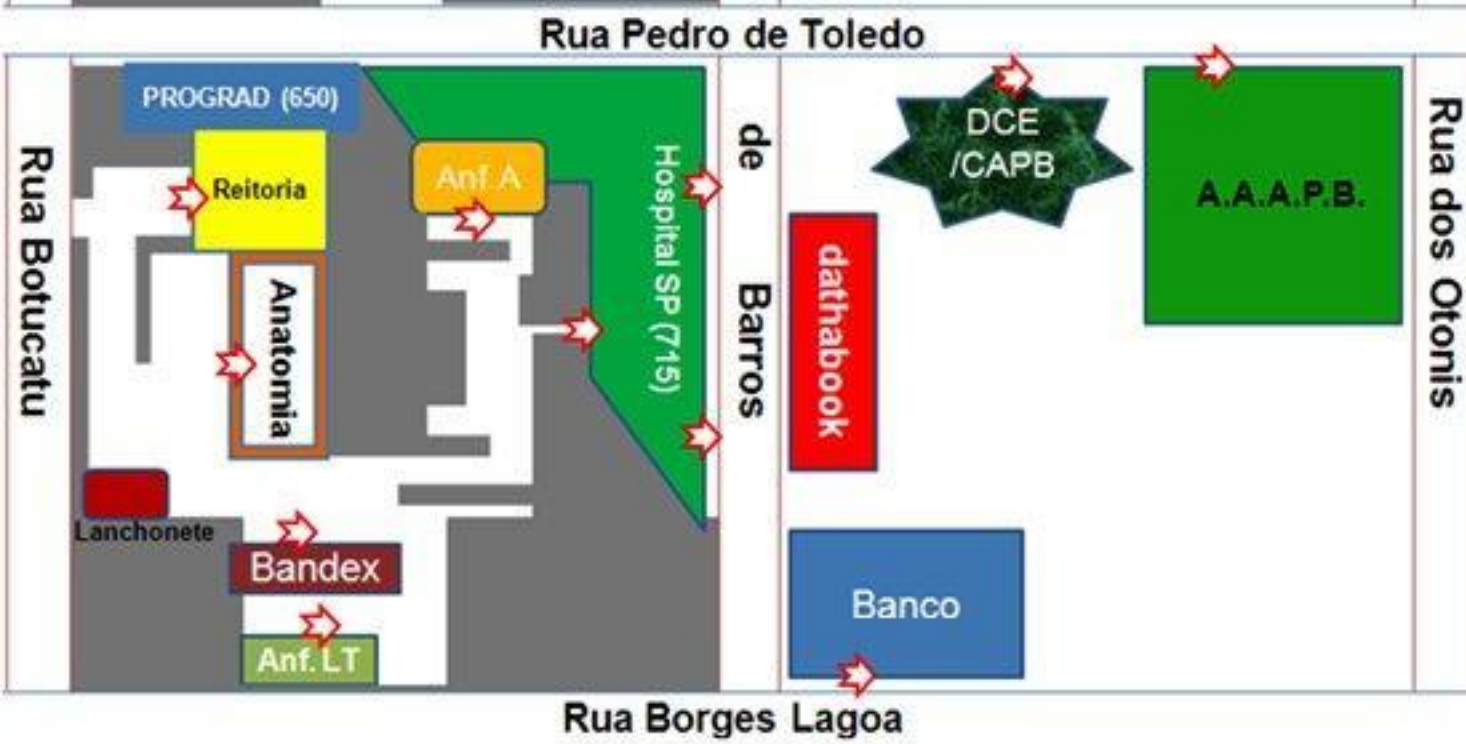 Rua Pedro de Toledo
PROGRAD (650)
Reitoria
Anf A
Hospital SP (715)
Rua Botucatu
Anatomia
Lanchonete
Bandex
Anf. LT
de Barros
dathabook
DCE
/CAPB
A.A.A.P.B.
Rua dos Otonis
Banco
Rua Borges Lagoa